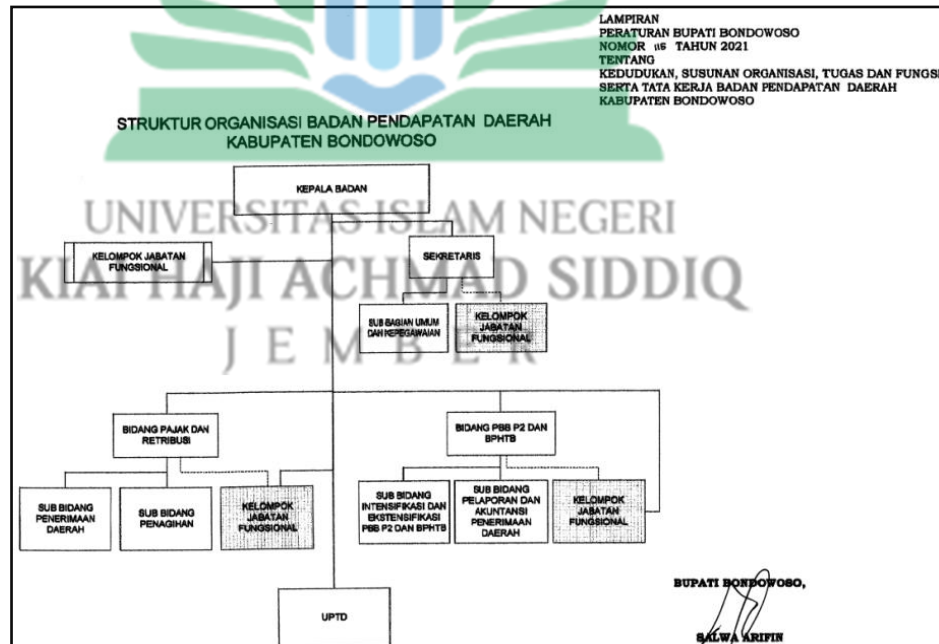 LAMPIRAN
PERATURAN BUPATI BONDOWOSO
NOMOR 115 TAHUN 2021
TENTANG
KEDUDUKAN, SUSUNAN ORGANISASI, TUGAS DAN FUNGSI
SERTA TATA KERJA BADAN PENDAPATAN DAERAH
KABUPATEN BONDOWOSO
STRUKTUR ORGANISASI BADAN PENDAPATAN DAERAH
KABUPATEN BONDOWOSO
KEPALA BADAN
UNIVERSITAS ISLAM NEGERI
KELOMPOK JABATAN
FUNGSIONAL
SEKRETARIS
KIAI HAJI ACHMAD SIDDIQ
SUB BAGIAN UMUM
DAN KEPEGAWAIAN
KELOMPOK
JABATAN
FUNGSIONAL
JEMBER
BIDANG PAJAK DAN
RETRIBUSI
BIDANG PBB P2 DAN
BPHTB
SUB BIDANG
PENERIMAAN
DAERAH
SUB BIDANG
PENAGIHAN
KELOMPOK
JABATAN
FUNGSIONAL
SUB BIDANG
INTENSIFIKASI DAN
EKSTENSIFIKASI
PBB P2 DAN BPHTB
SUB BIDANG
PELAPORAN DAN
AKUNTANSI
PENERIMAAN
DAERAH
KELOMPOK
JABATAN
FUNGSIONAL
UPTD
BUPATI BONDOWOSO,
SALWA ARIFIN